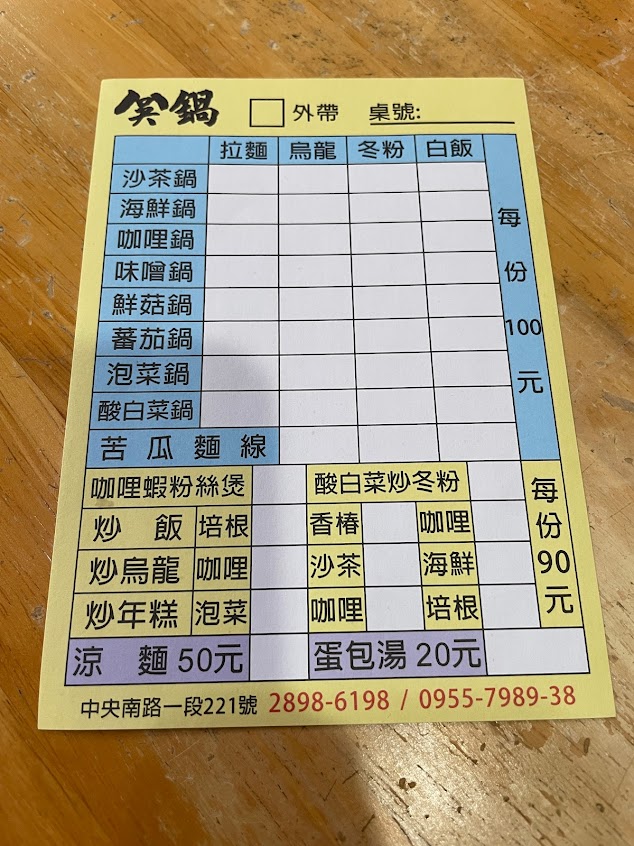 笑鍋 外帶 桌號:
拉麵 烏龍 冬粉 白飯
沙茶鍋
海鮮鍋
咖哩鍋
味噌鍋
鮮菇鍋
蕃茄鍋
泡菜鍋
酸白菜鍋
苦瓜麵線
每份100元
咖哩蝦粉絲煲 酸白菜炒冬粉
炒飯 培根 香椿 咖哩
炒烏龍 咖哩 沙茶 海鮮
炒年糕 泡菜 咖哩 培根
每份90元
涼麵50元 蛋包湯20元
中央南路一段221號 2898-6198 / 0955-7989-38